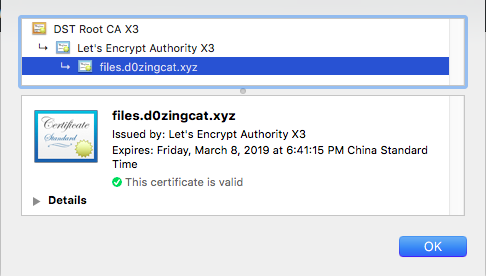 DST Root CA X3
Let's Encrypt Authority X3
files.d0zingcat.xyz
Certificate
Standard
files.d0zingcat.xyz
Issued by: Let's Encrypt Authority X3
Expires: Friday, March 8, 2019 at 6:41:15 PM China Standard
Time
This certificate is valid
Details
OK